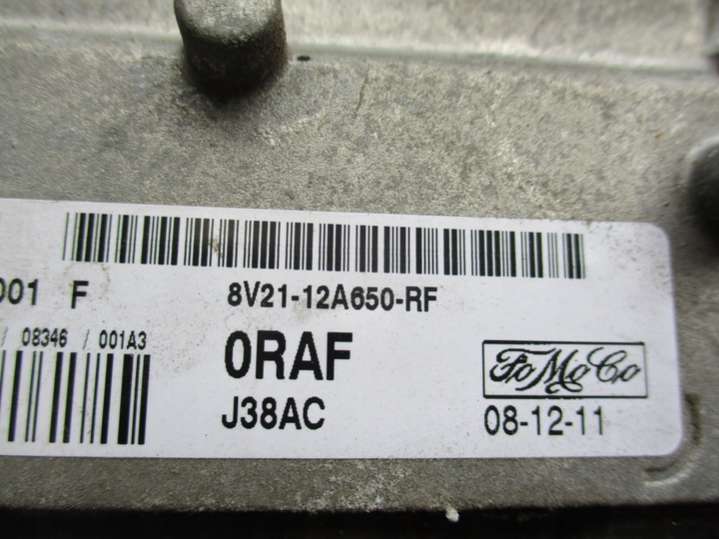 001 F
8V21-12A650-RF
/ 08346 / 001A3
0RAF
FoMoCo
J38AC
08-12-11